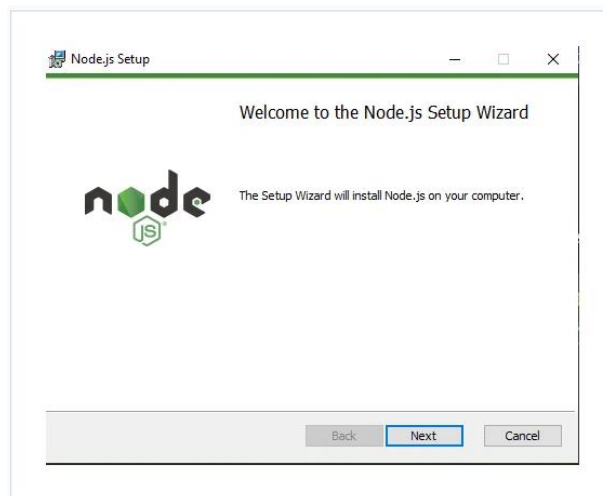 Node.js Setup
Welcome to the Node.js Setup Wizard
node
JS
The Setup Wizard will install Node.js on your computer.
Back Next Cancel